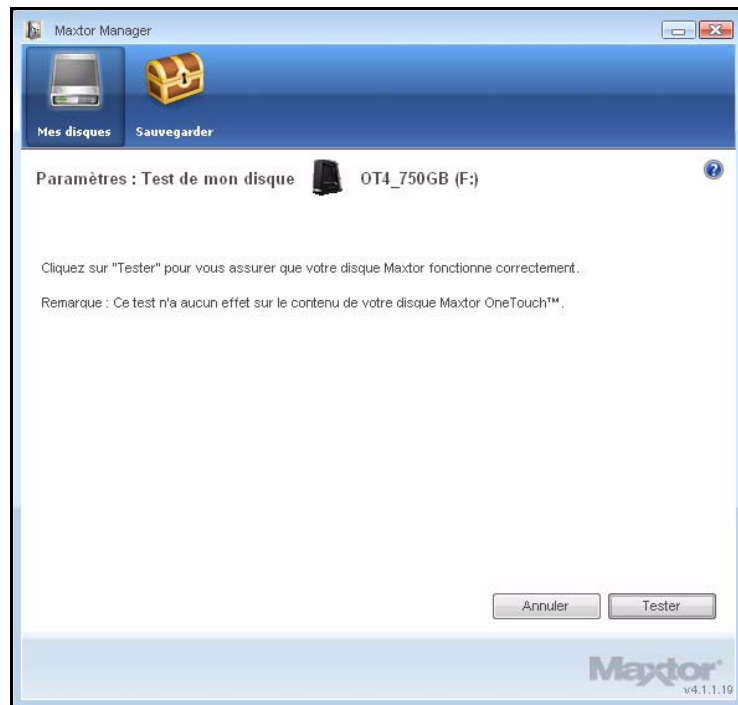 Maxtor Manager
Mes disques Sauvegarder
Paramètres : Test de mon disque OT4_750GB (F:)
Cliquez sur "Tester" pour vous assurer que votre disque Maxtor fonctionne correctement.
Remarque : Ce test n'a aucun effet sur le contenu de votre disque Maxtor OneTouch™.
Annuler Tester
Maxtor
v4.1.1.19